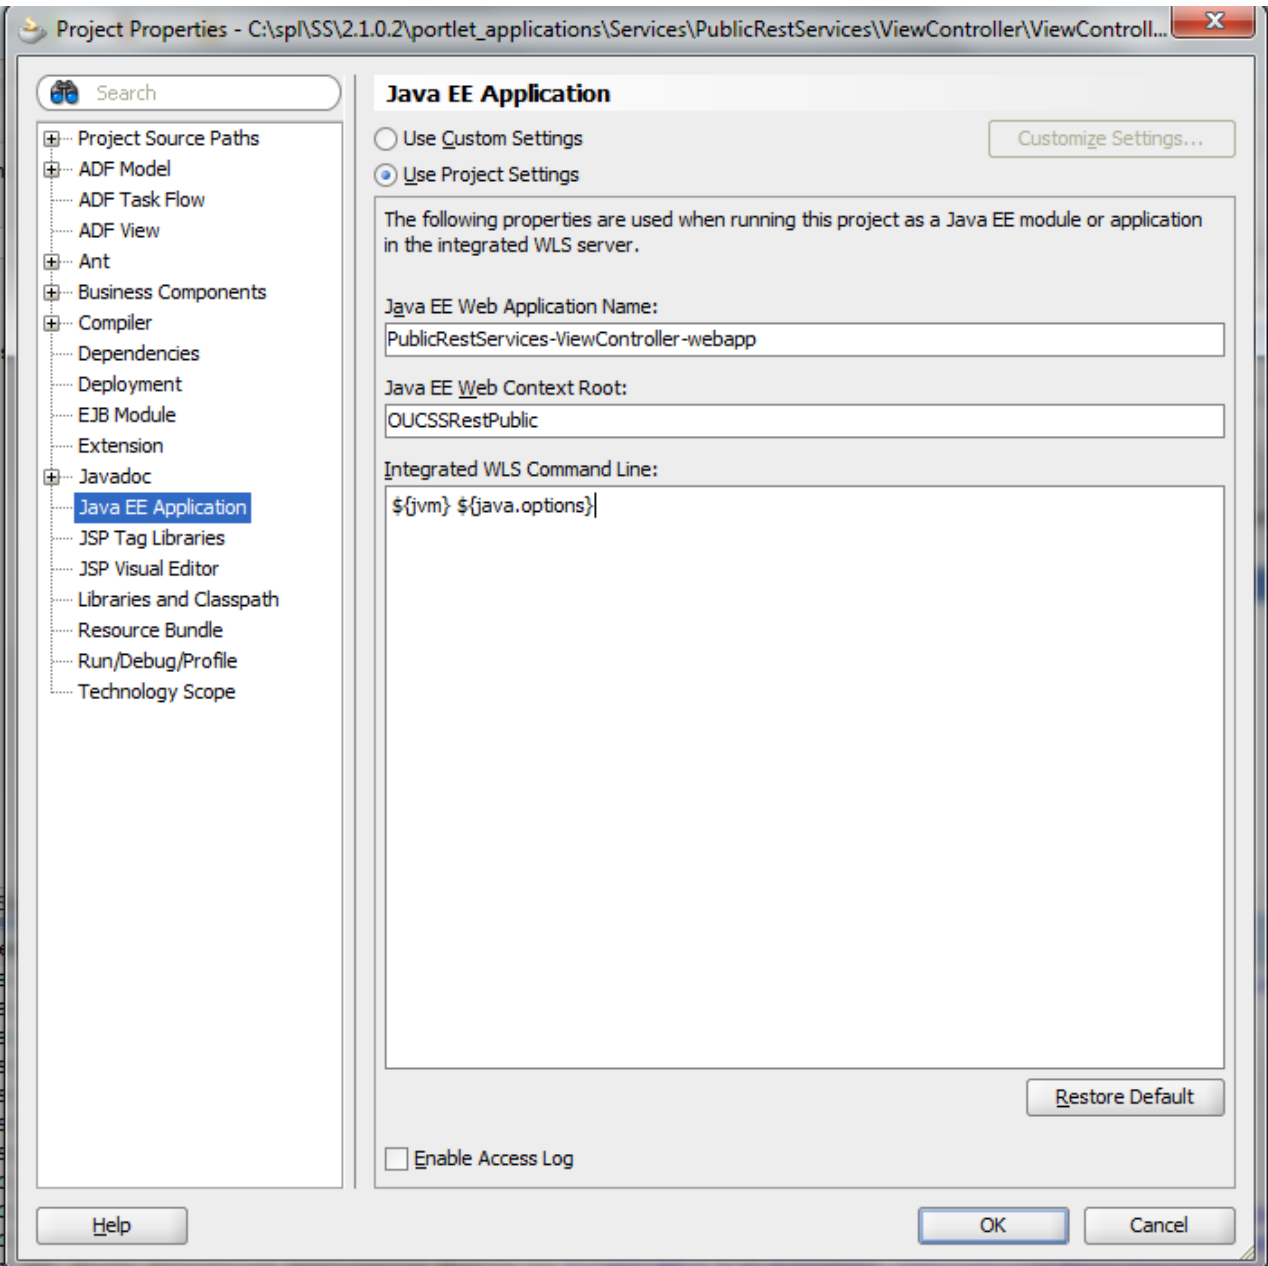 Project Properties - C:\spl\SS\2.1.0.2\portlet_applications\Services\PublicRestServices\ViewController\ViewControll...
x
Search
Project Source Paths
ADF Model
ADF Task Flow
ADF View
Ant
Business Components
Compiler
Dependencies
Deployment
EJB Module
Extension
Javadoc
Java EE Application
JSP Tag Libraries
JSP Visual Editor
Libraries and Classpath
Resource Bundle
Run/Debug/Profile
Technology Scope
Java EE Application
Use Custom Settings
Customize Settings...
Use Project Settings
The following properties are used when running this project as a Java EE module or application
in the integrated WLS server.
Java EE Web Application Name:
PublicRestServices-ViewController-webapp
Java EE Web Context Root:
OUCSSRestPublic
Integrated WLS Command Line:
${jvm} ${java.options}
Restore Default
Enable Access Log
Help
OK
Cancel